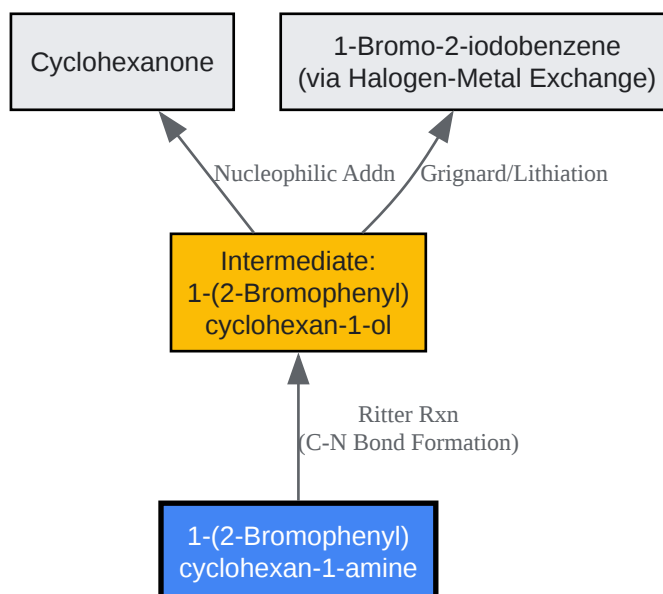 Cyclohexanone
1-Bromo-2-iodobenzene
(via Halogen-Metal Exchange)
Nucleophilic Addn
Grignard/Lithiation
Intermediate:
1-(2-Bromophenyl)
cyclohexan-1-ol
Ritter Rxn
(C-N Bond Formation)
1-(2-Bromophenyl)
cyclohexan-1-amine